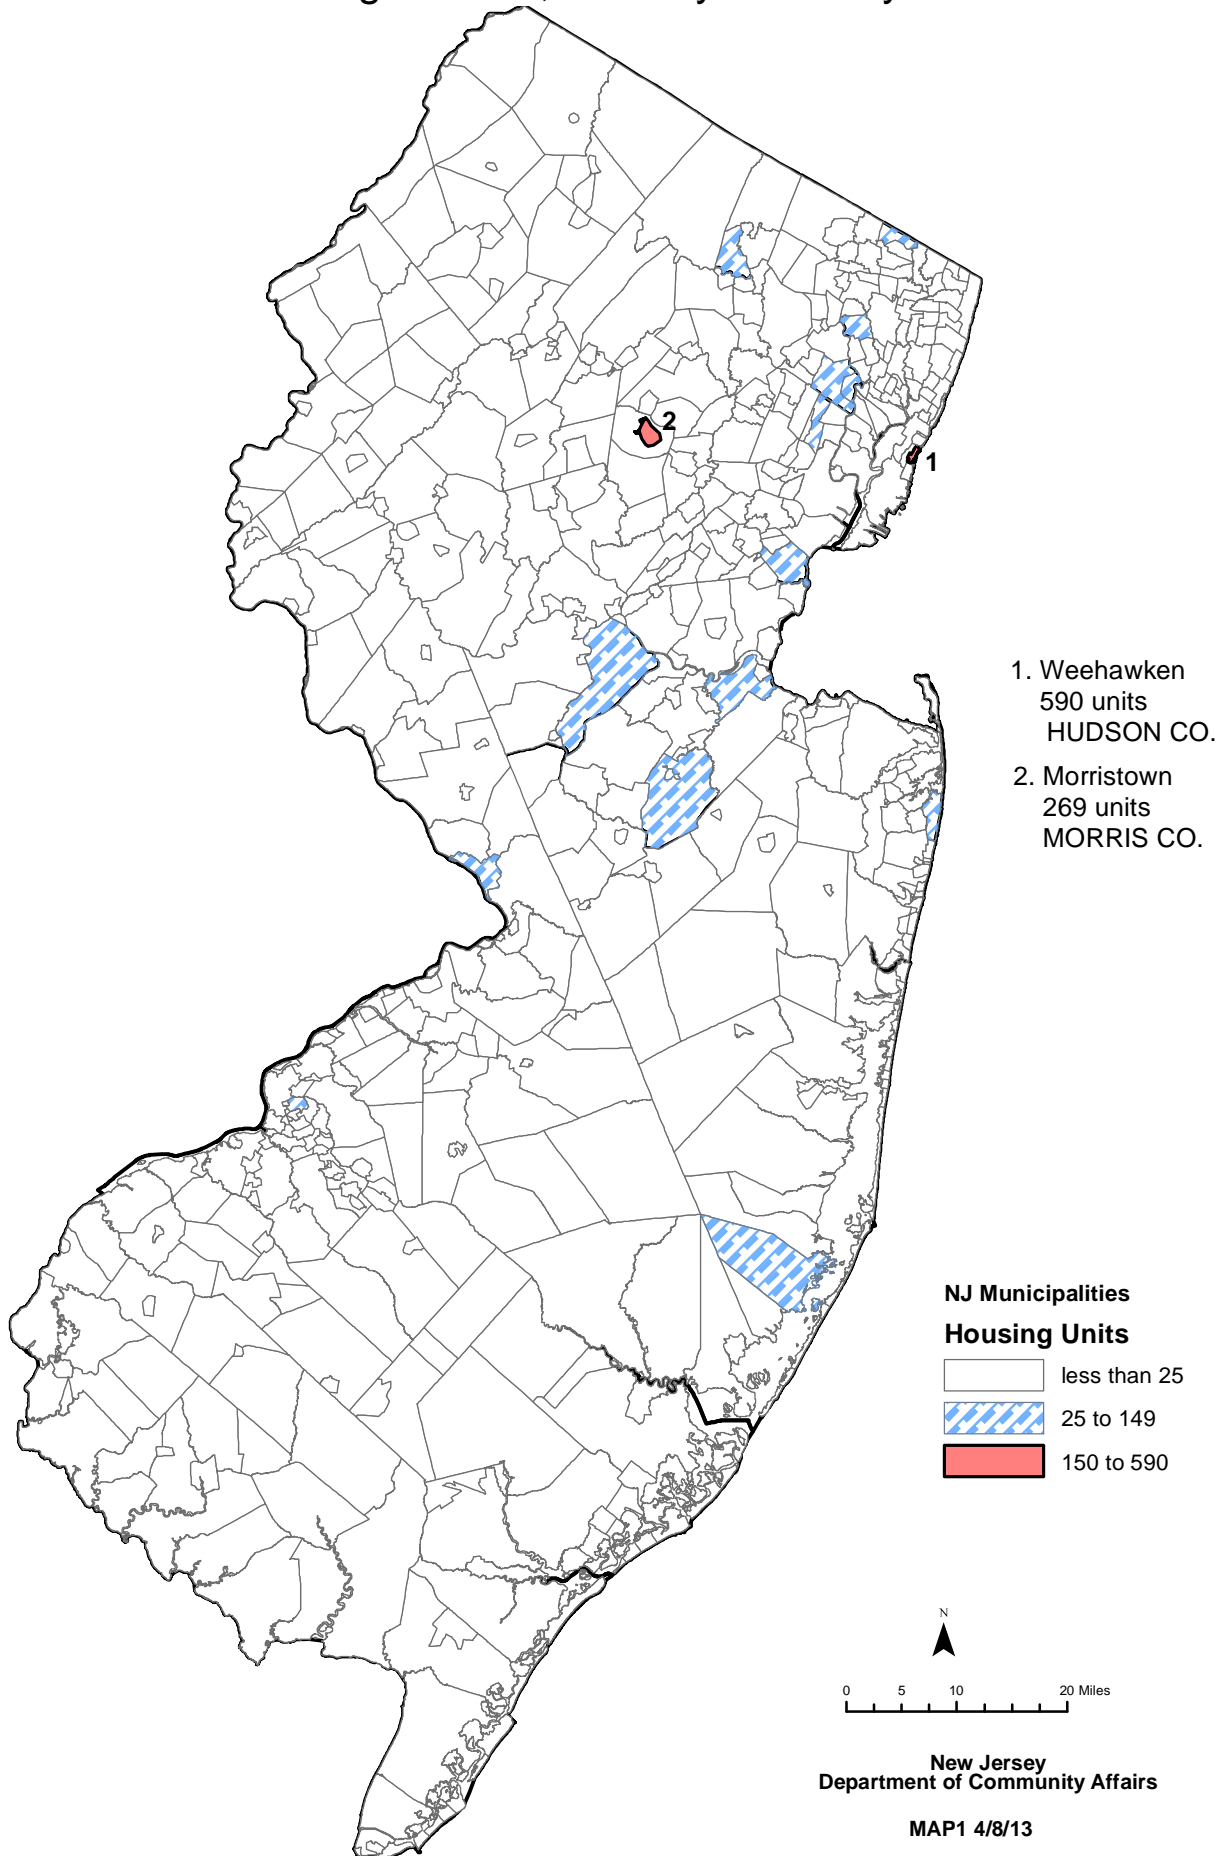 2
1
1. Weehawken
590 units
HUDSON CO.
2. Morristown
269 units
MORRIS CO.
NJ Municipalities
Housing Units
less than 25
25 to 149
150 to 590
N
0 5 10 20 Miles
New Jersey
Department of Community Affairs
MAP1 4/8/13